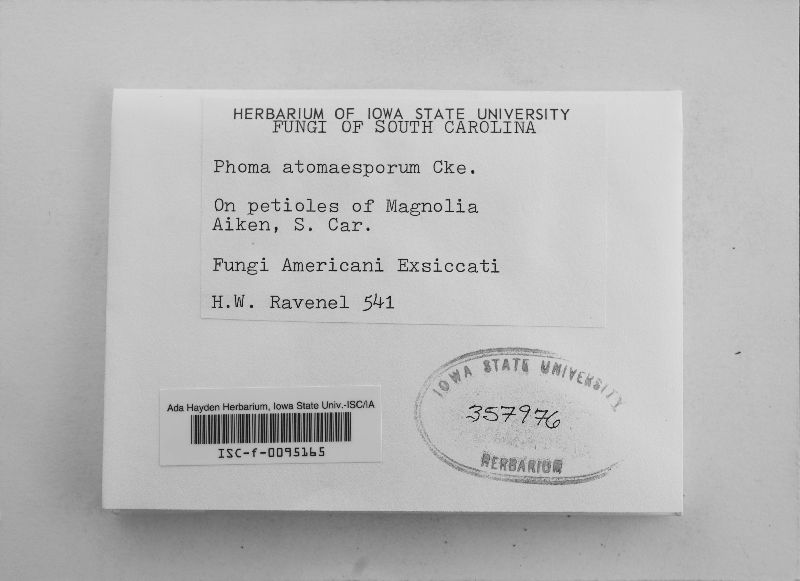 HERBARIUM OF IOWA STATE UNIVERSITY
FUNGI OF SOUTH CAROLINA
Phoma atomaesporum Cke.
On petioles of Magnolia
Aiken, S. Car.
Fungi Americani Exsiccati
H.W. Ravenel 541
Ada Hayden Herbarium, Iowa State Univ.-ISC/IA
ISC-f-0095165
IOWA STATE UNIVERSITY
357976
HERBARIUM